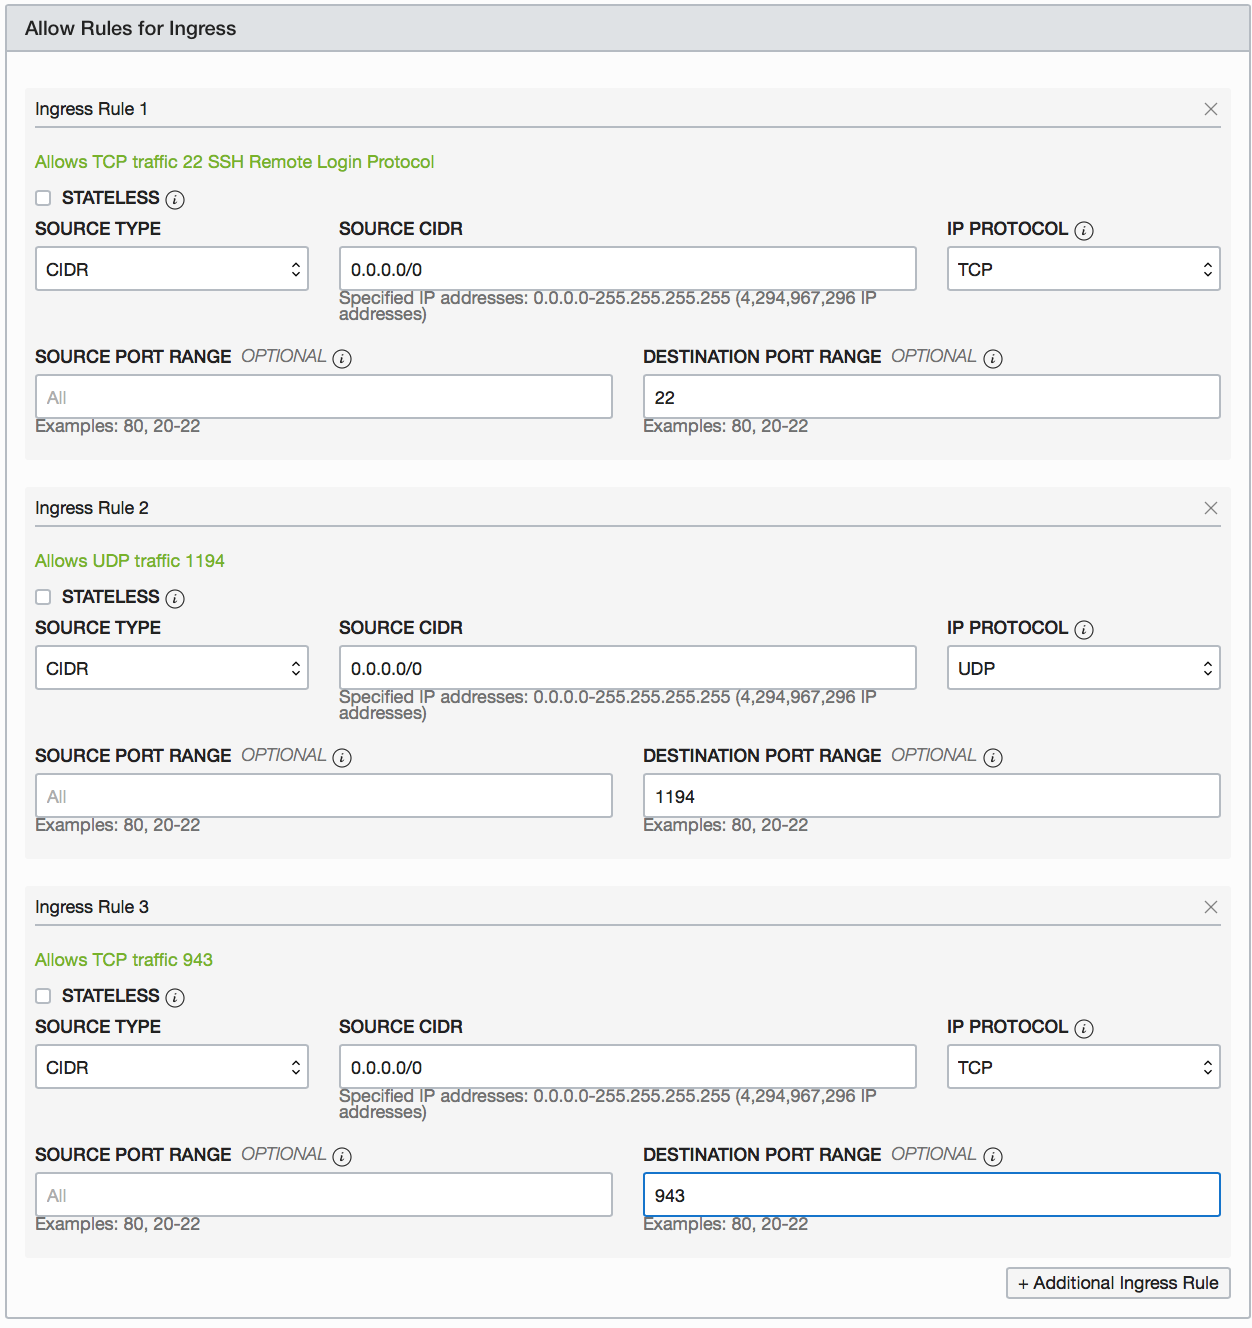 Allow Rules for Ingress
Ingress Rule 1
Allows TCP traffic 22 SSH Remote Login Protocol
STATELESS i
SOURCE TYPE SOURCE CIDR IP PROTOCOL i
CIDR 0.0.0.0/0 TCP
Specified IP addresses: 0.0.0.0-255.255.255.255 (4,294,967,296 IP
addresses)
SOURCE PORT RANGE OPTIONAL i DESTINATION PORT RANGE OPTIONAL i
All 22
Examples: 80, 20-22 Examples: 80, 20-22
Ingress Rule 2
Allows UDP traffic 1194
STATELESS i
SOURCE TYPE SOURCE CIDR IP PROTOCOL i
CIDR 0.0.0.0/0 UDP
Specified IP addresses: 0.0.0.0-255.255.255.255 (4,294,967,296 IP
addresses)
SOURCE PORT RANGE OPTIONAL i DESTINATION PORT RANGE OPTIONAL i
All 1194
Examples: 80, 20-22 Examples: 80, 20-22
Ingress Rule 3
Allows TCP traffic 943
STATELESS i
SOURCE TYPE SOURCE CIDR IP PROTOCOL i
CIDR 0.0.0.0/0 TCP
Specified IP addresses: 0.0.0.0-255.255.255.255 (4,294,967,296 IP
addresses)
SOURCE PORT RANGE OPTIONAL i DESTINATION PORT RANGE OPTIONAL i
All 943
Examples: 80, 20-22 Examples: 80, 20-22
+ Additional Ingress Rule